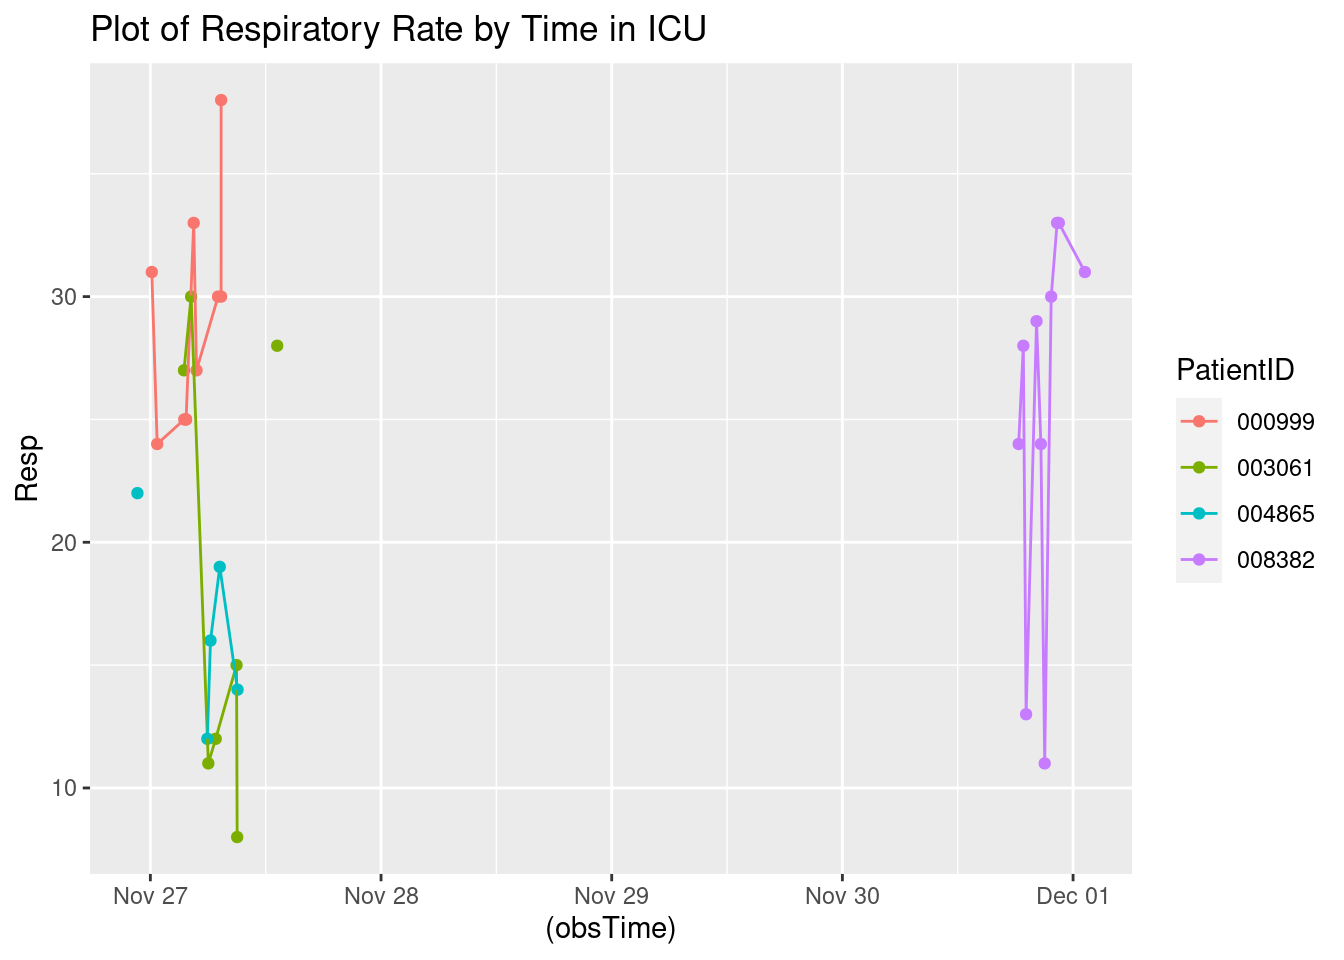 Plot of Respiratory Rate by Time in ICU
Resp
30
20
10
Nov 27
Nov 28
Nov 29
Nov 30
Dec 01
(obsTime)
PatientID
000999
003061
004865
008382